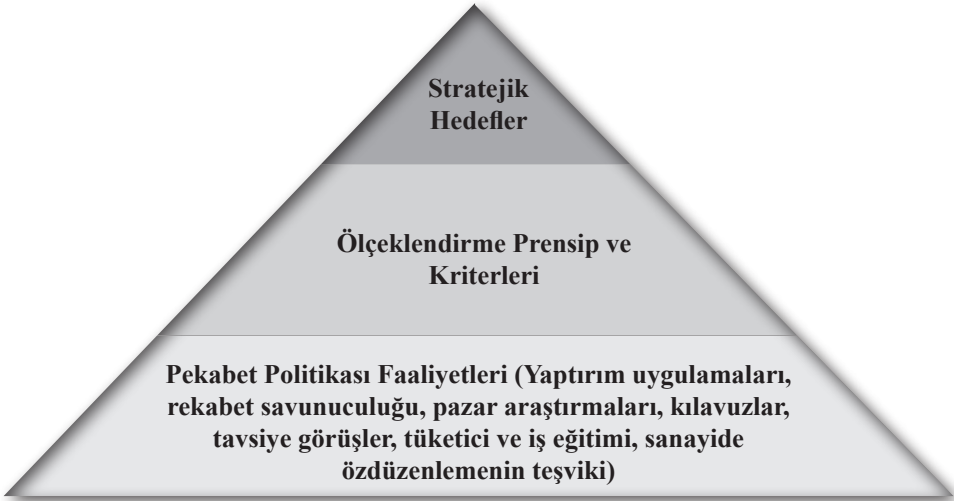 Stratejik
Hedefler
Ölçeklendirme Prensip ve
Kriterleri
Pekabet Politikası Faaliyetleri (Yaptırım uygulamaları,
rekabet savunuculuğu, pazar araştırmaları, kılavuzlar,
tavsiye görüşler, tüketici ve iş eğitimi, sanayide
özdüzenlemenin teşviki)